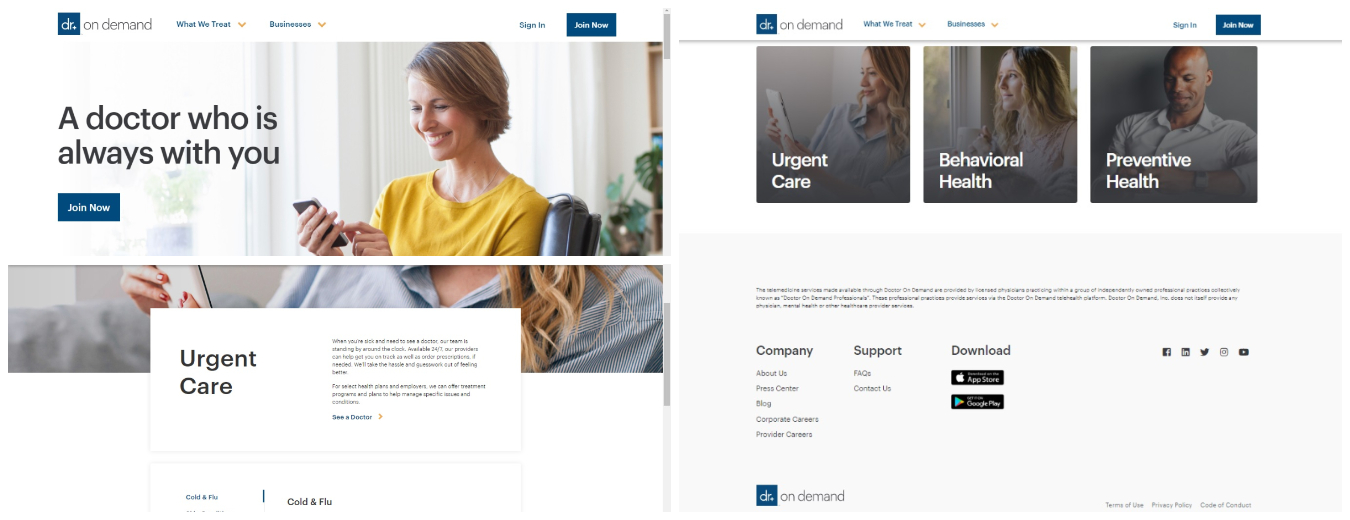 dr+ on demand
What We Treat
Businesses
Sign In
Join Now
A doctor who is
always with you
Join Now
Urgent
Care
When you're sick and need to see a doctor, our team is
standing by around the clock. Available 24/7, our providers
can help get you on track as well as order prescriptions, if
needed. We'll take the hassle and guesswork out of feeling
better.
For select health plans and employers, we can offer treatment
programs and plans to help manage specific issues and
conditions.
See a Doctor
Cold & Flu
Cold & Flu
dr+ on demand
What We Treat
Businesses
Sign In
Join Now
Urgent
Care
Behavioral
Health
Preventive
Health
The telemedicine services made available through Doctor On Demand are provided by licensed physicians practicing within a group of independently owned professional practices collectively
known as "Doctor On Demand Professionals". These professional practices provide services via the Doctor On Demand telehealth platform. Doctor On Demand, Inc. does not itself provide any
physician, mental health or other healthcare provider services.
Company
About Us
Press Center
Blog
Corporate Careers
Provider Careers
Support
FAQs
Contact Us
Download
Download on the
App Store
GET IT ON
Google Play
dr+ on demand
Terms of Use
Privacy Policy
Code of Conduct